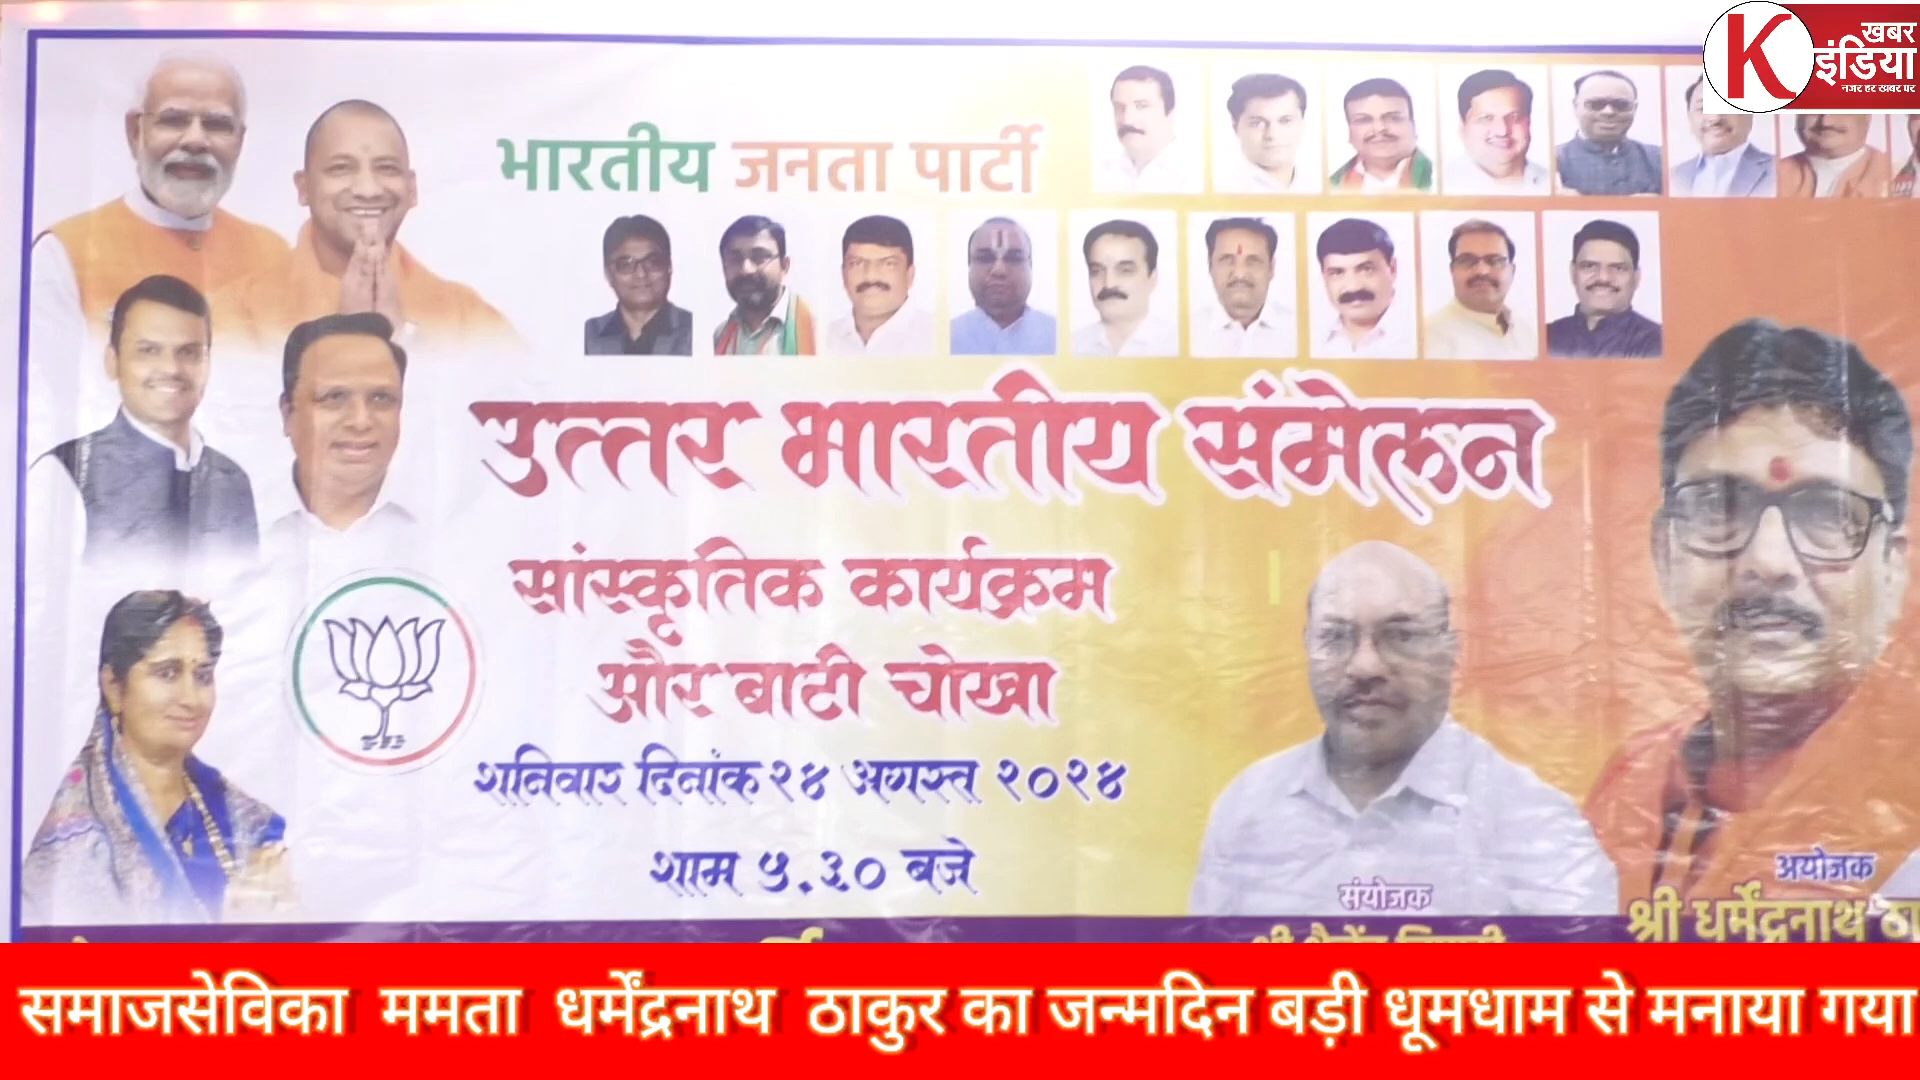 K खबर
इंडिया
नजर हर खबर पर
भारतीय जनता पार्टी
उत्तर भारतीय संमेलन
सांस्कृतिक कार्यक्रम
और बाटी चोखा
शनिवार दिनांक २४ अगस्त २०२४
शाम ५.३० बजे
संयोजक
अयोजक
श्री धर्मेंद्रनाथ
समाजसेविका ममता धर्मेंद्रनाथ ठाकुर का जन्मदिन बड़ी धूमधाम से मनाया गया